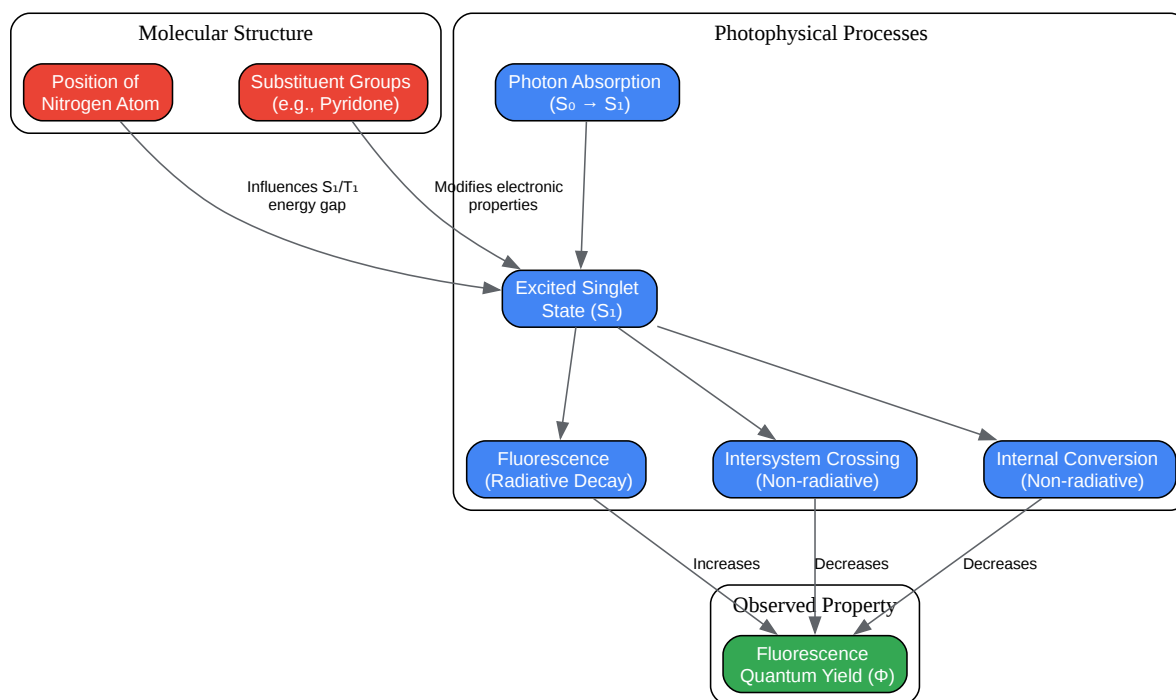 Molecular Structure
Photophysical Processes
Position of
Nitrogen Atom
Substituent Groups
(e.g., Pyridone)
Photon Absorption
(S₀ → S₁)
Influences S₁/T₁
energy gap
Modifies electronic
properties
Excited Singlet
State (S₁)
Fluorescence
(Radiative Decay)
Intersystem Crossing
(Non-radiative)
Internal Conversion
(Non-radiative)
Increases
Decreases
Decreases
Observed Property
Fluorescence
Quantum Yield (Φ)